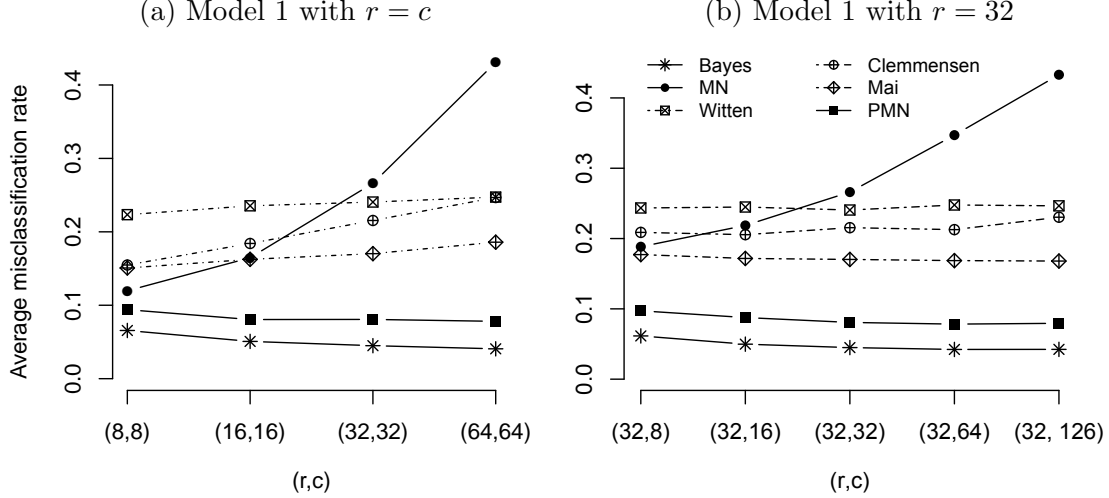 (a) Model 1 with r = c
(b) Model 1 with r = 32
Average misclassification rate
0.0
0.1
0.2
0.3
0.4
(8,8)
(16,16)
(32,32)
(64,64)
(r,c)
Bayes
MN
Witten
Clemmensen
Mai
PMN
0.0
0.1
0.2
0.3
0.4
(32,8)
(32,16)
(32,32)
(32,64)
(32, 126)
(r,c)